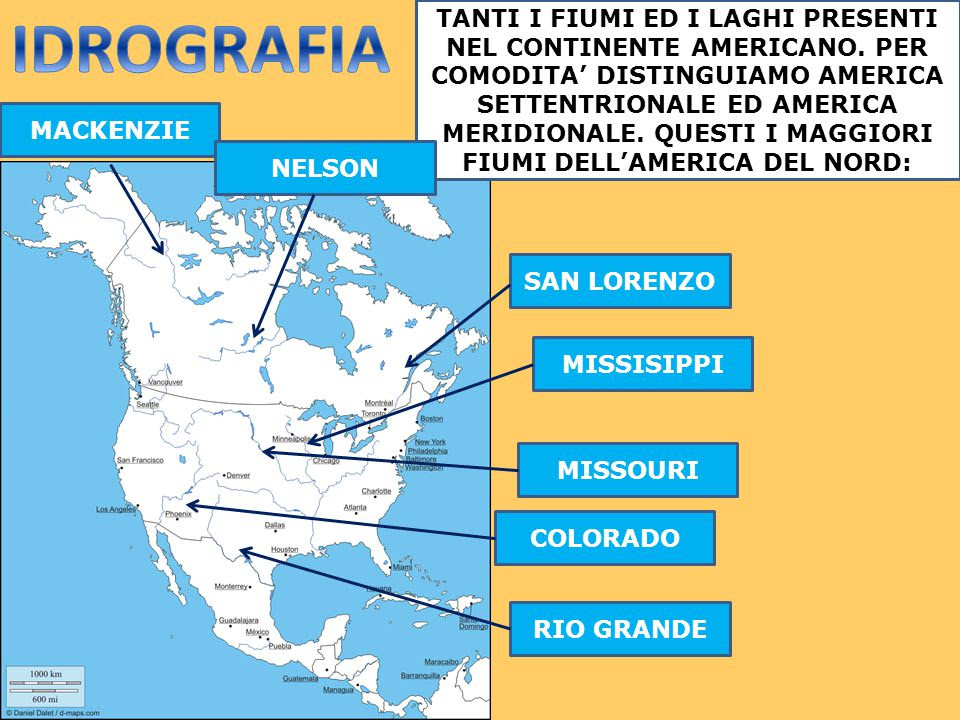 IDROGRAFIA
TANTI I FIUMI ED I LAGHI PRESENTI
NEL CONTINENTE AMERICANO. PER
COMODITA’ DISTINGUIAMO AMERICA
SETTENTRIONALE ED AMERICA
MERIDIONALE. QUESTI I MAGGIORI
FIUMI DELL’AMERICA DEL NORD:
MACKENZIE
NELSON
SAN LORENZO
MISSISIPPI
MISSOURI
COLORADO
RIO GRANDE
Vancouver
Seattle
Montréal
Toronto
Boston
Minneapolis
New York
Philadelphia
Baltimore
Washington
San Francisco
Chicago
Denver
Charlotte
Los Angeles
Phoenix
Atlanta
Dallas
Houston
Miami
Monterrey
Havana
Guadalajara
México
Puebla
Santo
Domingo
Guatemala
Managua
Maracaibo
Barranquilla
1000 km
600 mi
© Daniel Dalet / d-maps.com